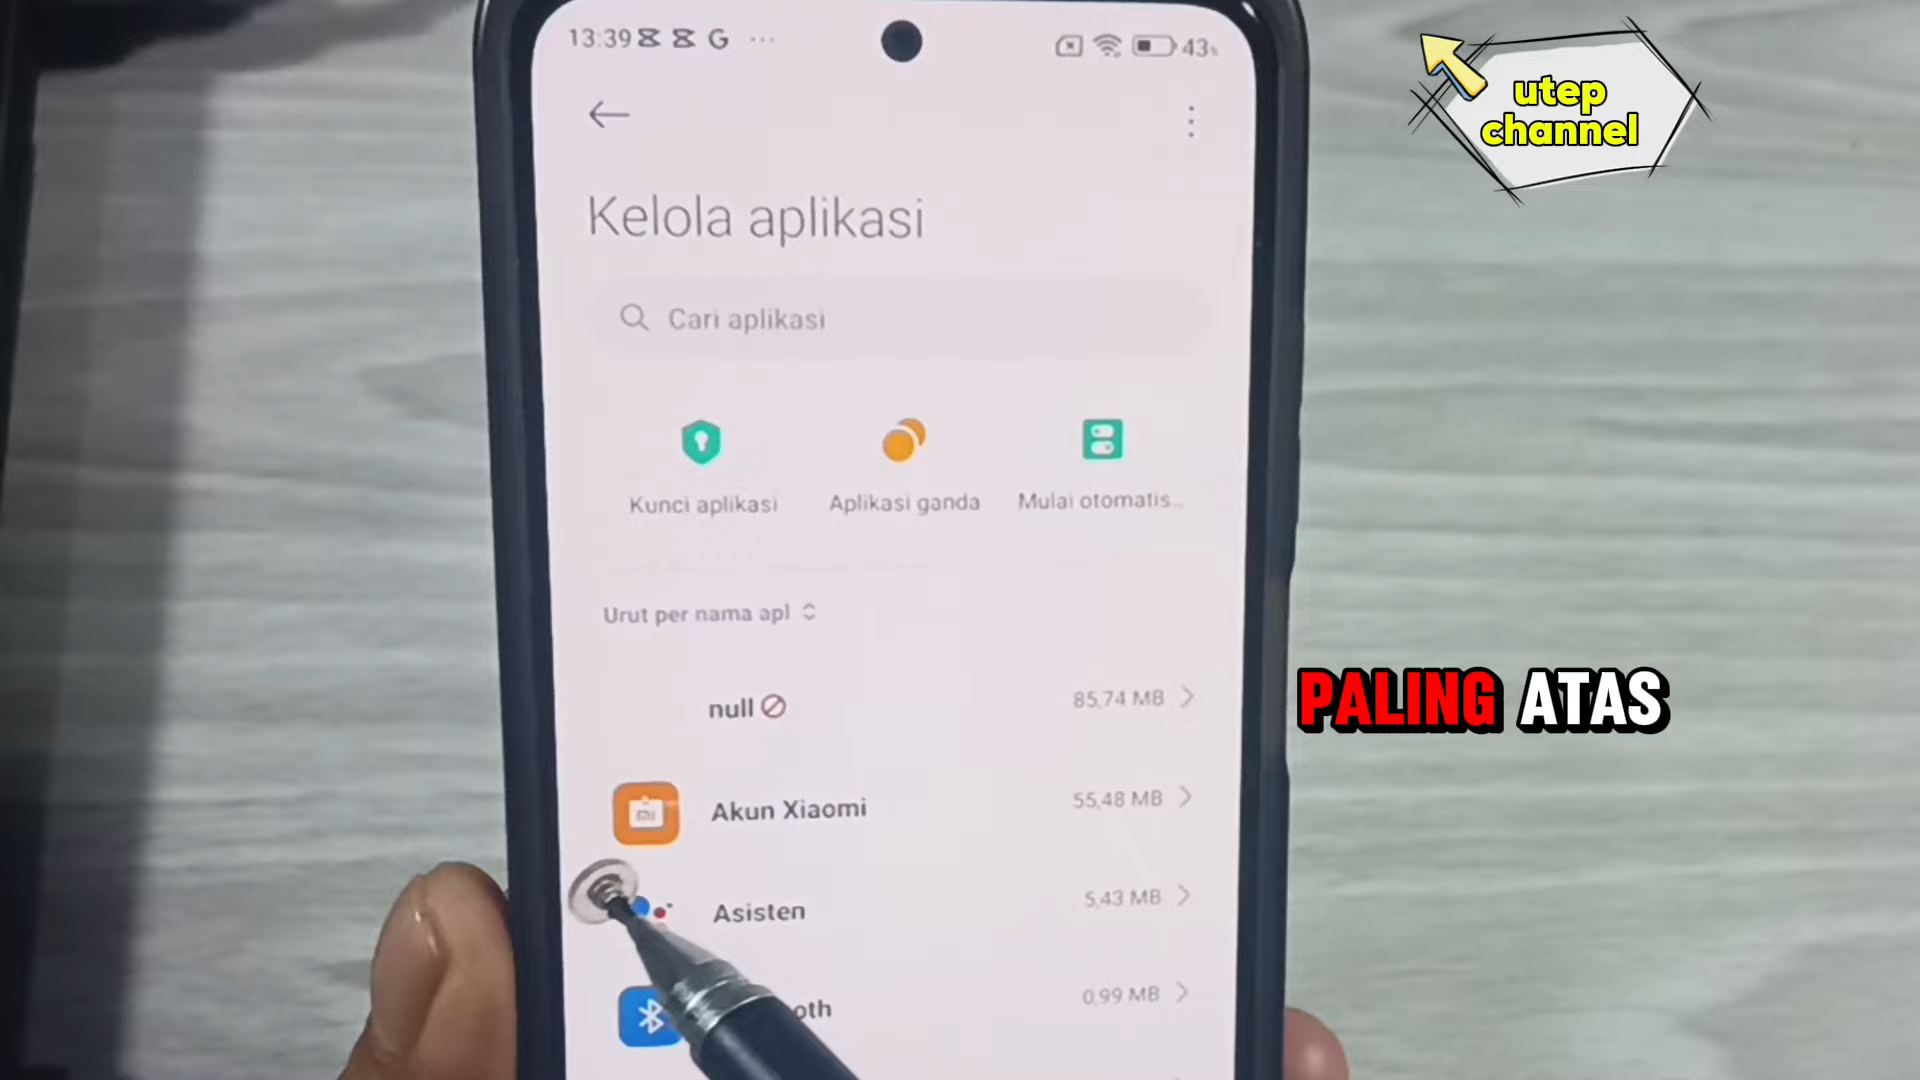 13:39 G ... 43%
utep
channel
Kelola aplikasi
Cari aplikasi
Kunci aplikasi
Aplikasi ganda
Mulai otomatis...
Urut per nama apl
null 85,74 MB
PALING ATAS
Akun Xiaomi 55,48 MB
Asisten 5,43 MB
oth 0,99 MB